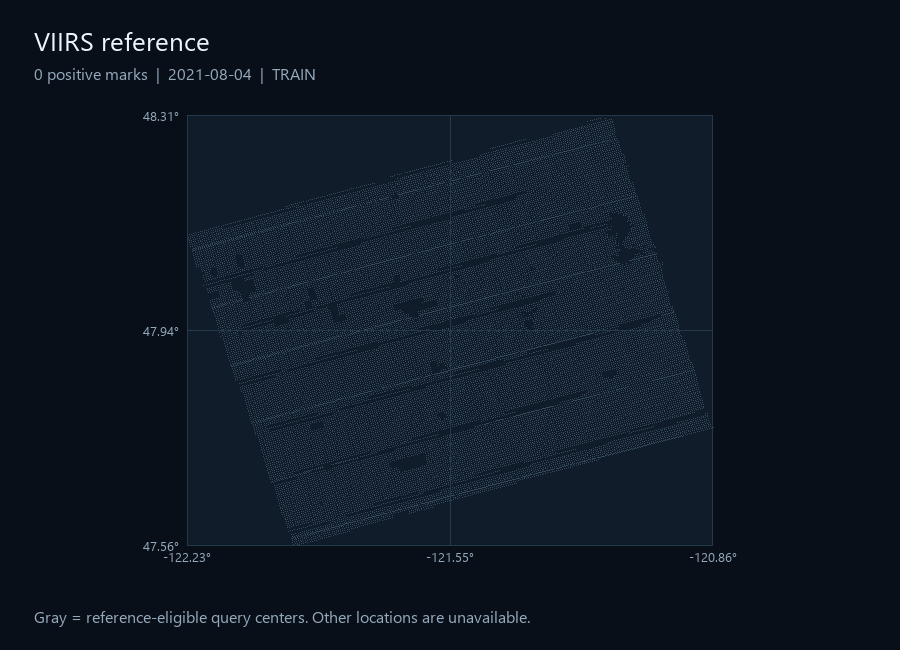 VIIRS reference
0 positive marks | 2021-08-04 | TRAIN
48.31°
47.94°
47.56°
-122.23°
-121.55°
-120.86°
Gray = reference-eligible query centers. Other locations are unavailable.